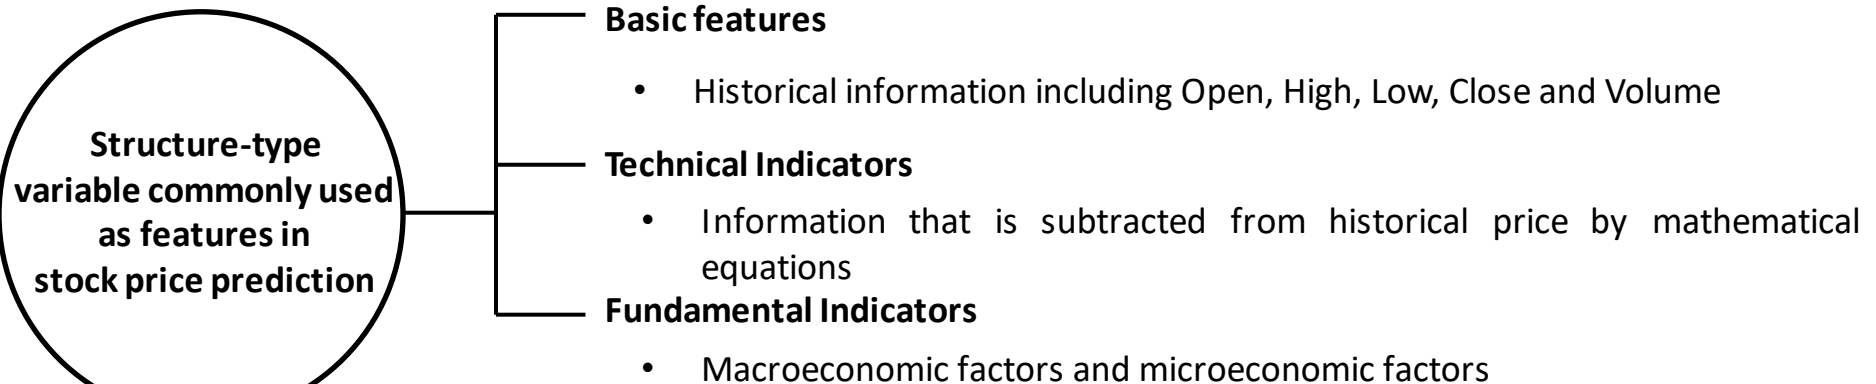 Structure-type
variable commonly used
as features in
stock price prediction
Basic features
• Historical information including Open, High, Low, Close and Volume
Technical Indicators
• Information that is subtracted from historical price by mathematical
equations
Fundamental Indicators
• Macroeconomic factors and microeconomic factors